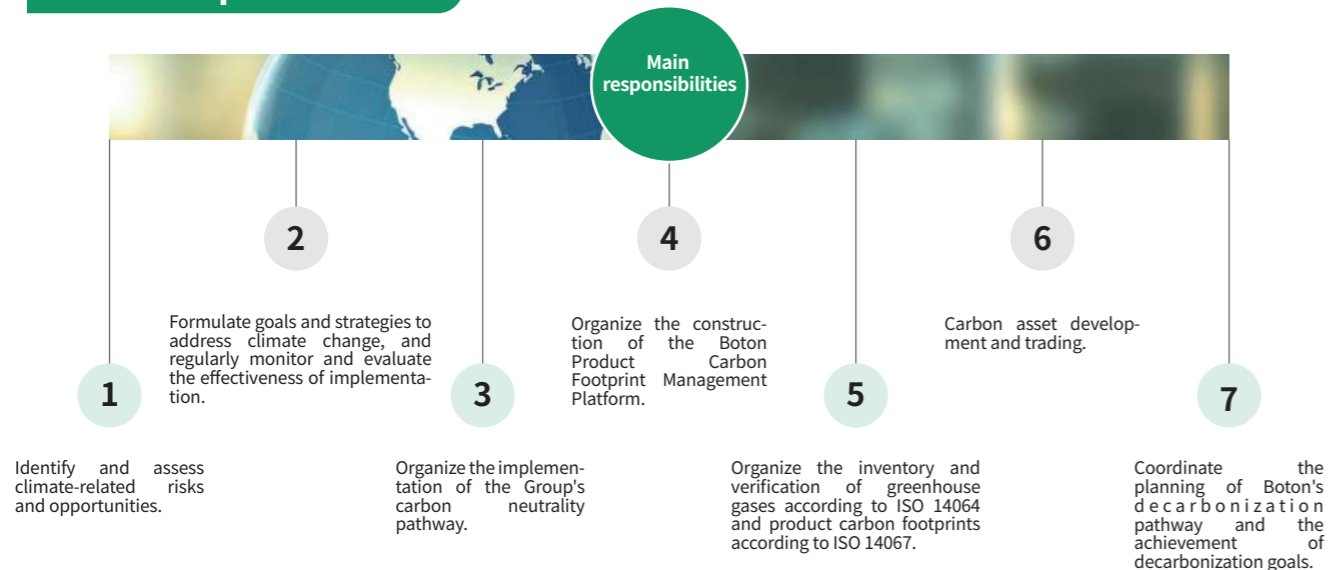 Main
responsibilities
1
Identify and assess
climate-related risks
and opportunities.
2
Formulate goals and strategies to
address climate change, and
regularly monitor and evaluate
the effectiveness of implementa-
tion.
3
Organize the implemen-
tation of the Group's
carbon neutrality
pathway.
4
Organize the construc-
tion of the Boton
Product Carbon
Footprint Management
Platform.
5
Organize the inventory and
verification of greenhouse
gases according to ISO 14064
and product carbon footprints
according to ISO 14067.
6
Carbon asset develop-
ment and trading.
7
Coordinate the
planning of Boton's
decarbonization
pathway and the
achievement of
decarbonization goals.